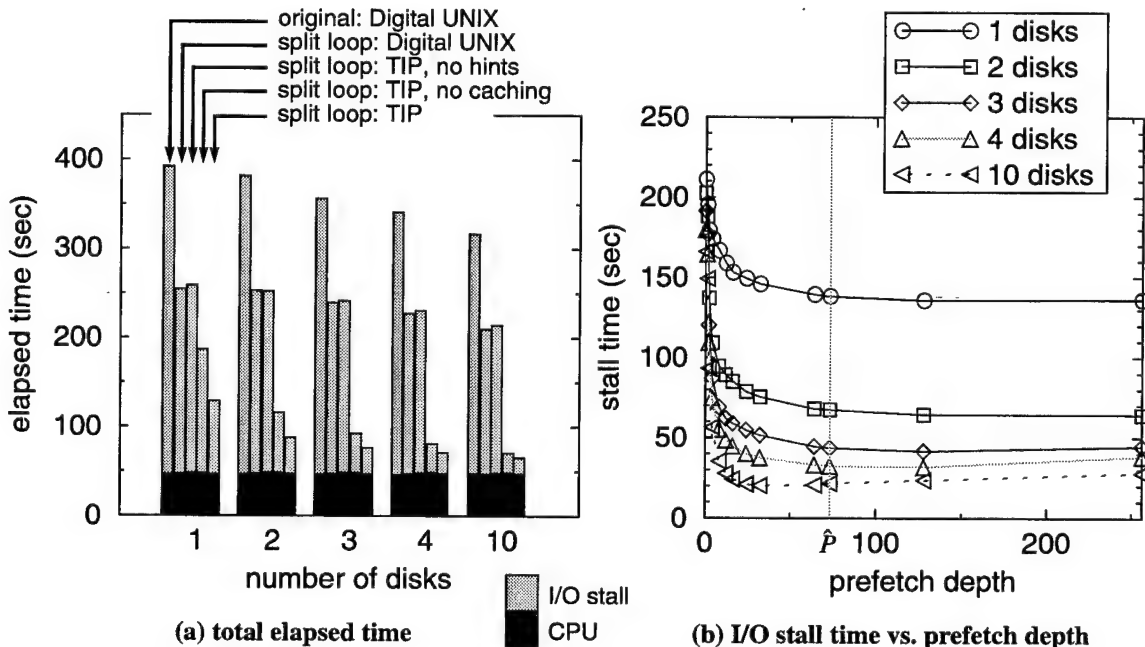 original: Digital UNIX
split loop: Digital UNIX
split loop: TIP, no hints
split loop: TIP, no caching
split loop: TIP
400
300
200
100
0
elapsed time (sec)
1 2 3 4 10
number of disks
I/O stall
CPU
(a) total elapsed time
1 disks
2 disks
3 disks
4 disks
10 disks
250
200
150
100
50
0
stall time (sec)
0 P̂ 100 200
prefetch depth
(b) I/O stall time vs. prefetch depth